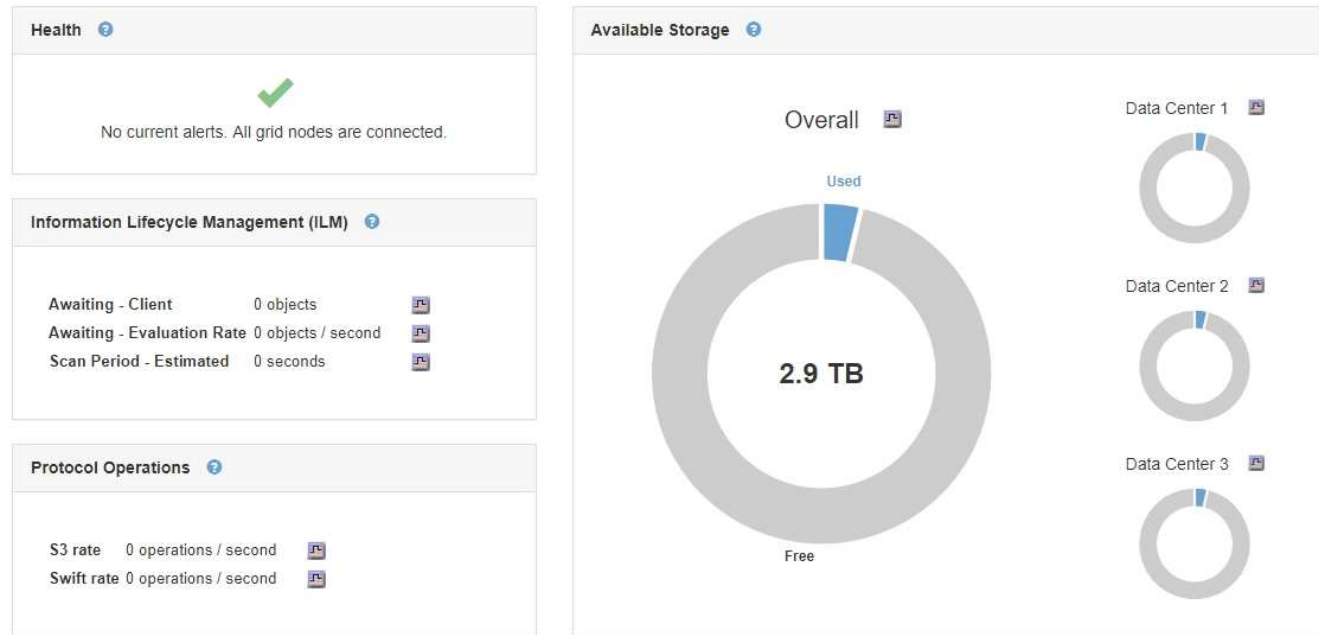 Health
No current alerts. All grid nodes are connected.
Information Lifecycle Management (ILM)
Awaiting - Client 0 objects
Awaiting - Evaluation Rate 0 objects / second
Scan Period - Estimated 0 seconds
Protocol Operations
S3 rate 0 operations / second
Swift rate 0 operations / second
Available Storage
Overall
Used
2.9 TB
Free
Data Center 1
Data Center 2
Data Center 3